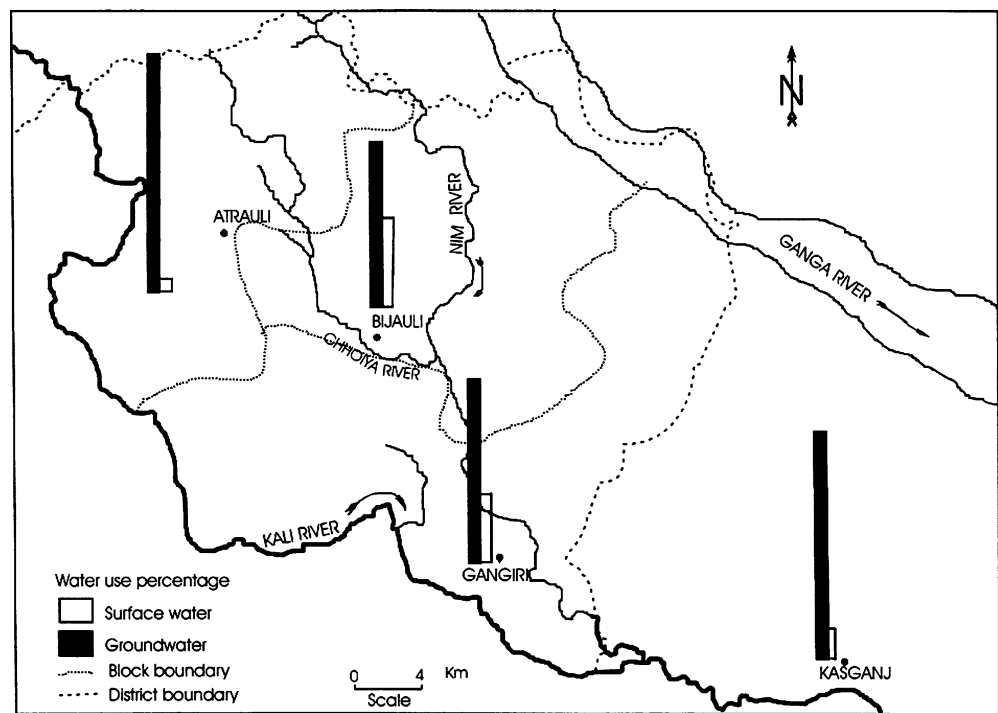 N
ATRAULI
NIM RIVER
GANGA RIVER
BIJAULI
CHHOIYA RIVER
KALI RIVER
GANGIRI
KASGANJ
Water use percentage
Surface water
Groundwater
Block boundary
District boundary
0 4 Km
Scale